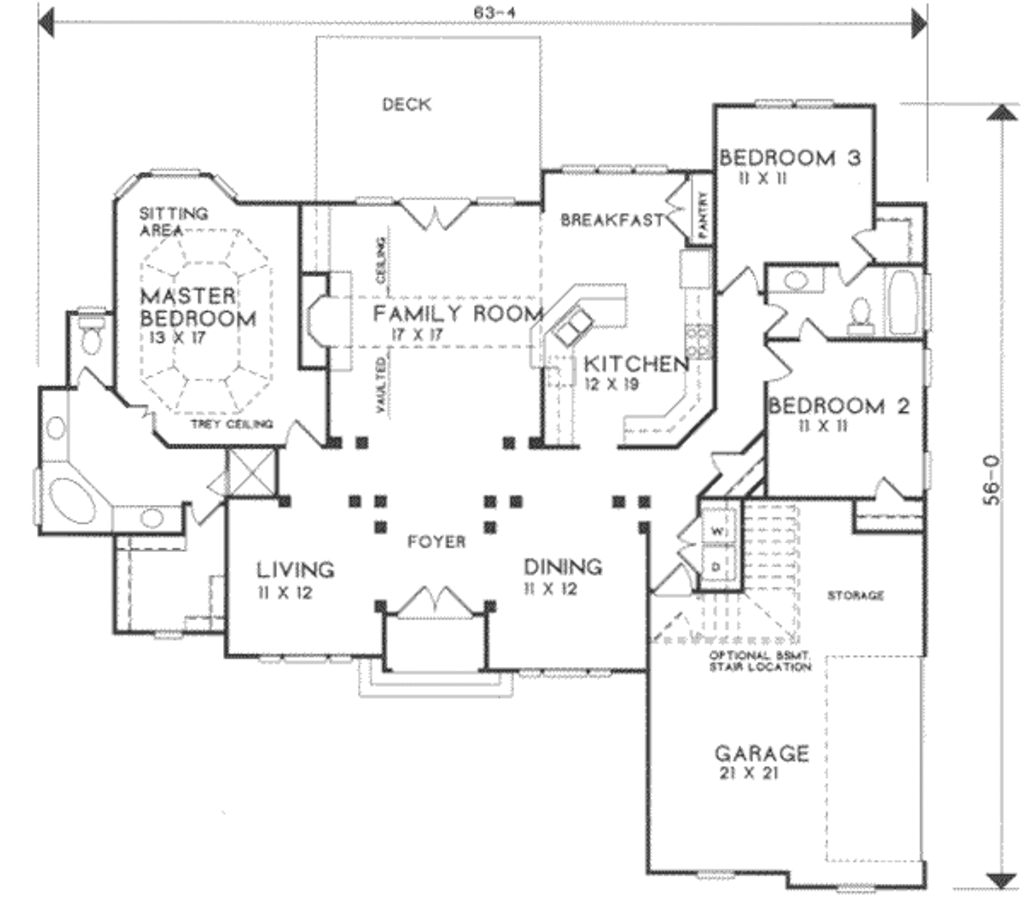 63-4
DECK
BEDROOM 3
11 X 11
SITTING
AREA
BREAKFAST
PANTRY
CEILING
MASTER
BEDROOM
13 X 17
FAMILY ROOM
17 X 17
KITCHEN
12 X 19
VAULTED
TREY CEILING
BEDROOM 2
11 X 11
56-0
FOYER
W
D
LIVING
11 X 12
DINING
11 X 12
STORAGE
OPTIONAL BSMT.
STAIR LOCATION
GARAGE
21 X 21